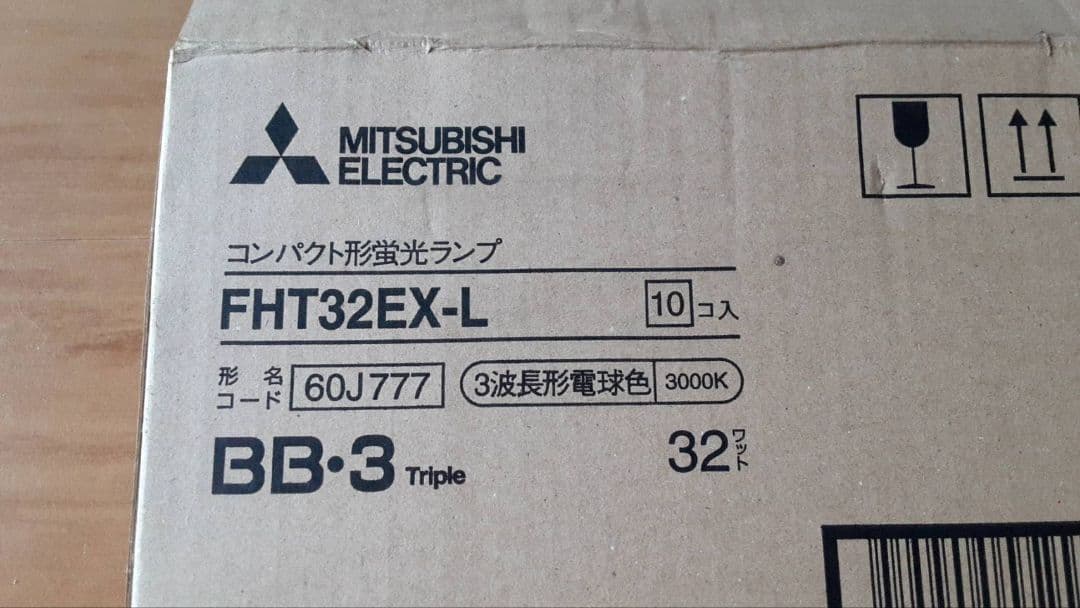 MITSUBISHI
ELECTRIC
コンパクト形蛍光ランプ
FHT32EX-L 10 コ入
形名コード 60J777 3波長形電球色 3000K
BB・3 Triple 32ワット